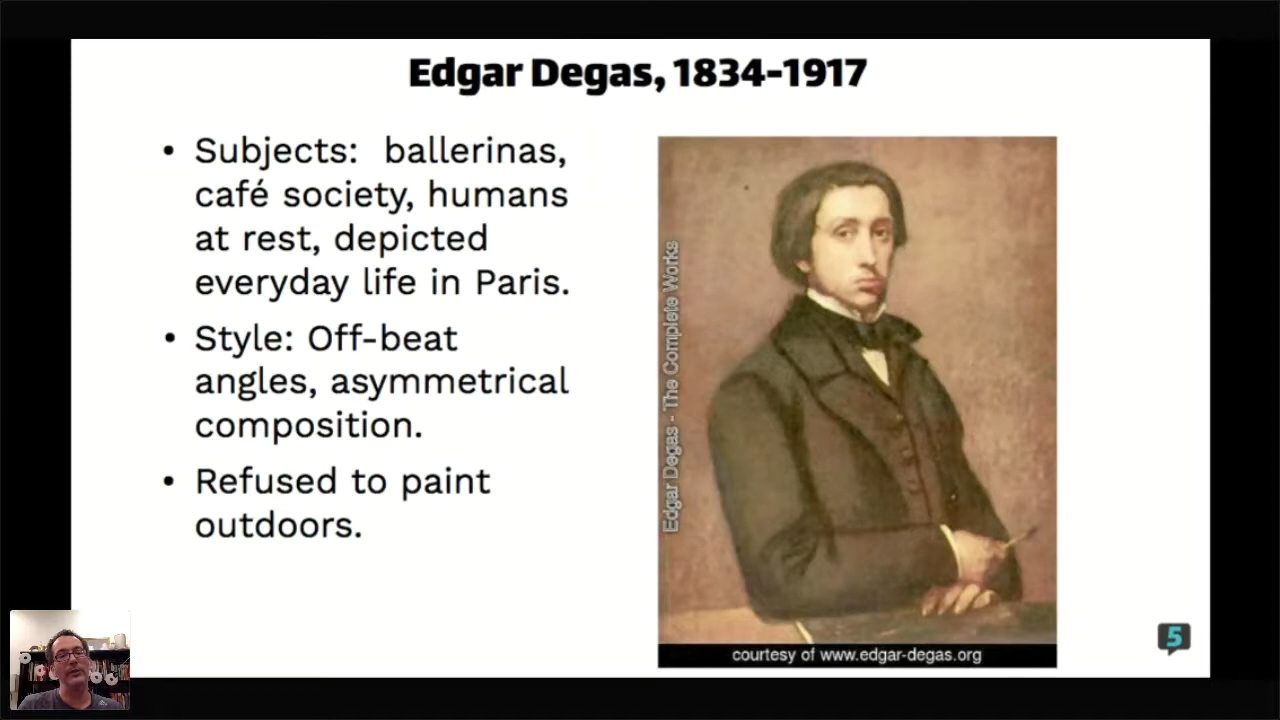 Edgar Degas, 1834-1917
• Subjects: ballerinas,
café society, humans
at rest, depicted
everyday life in Paris.
• Style: Off-beat
angles, asymmetrical
composition.
• Refused to paint
outdoors.
Edgar Degas - The Complete Works
courtesy of www.edgar-degas.org
5